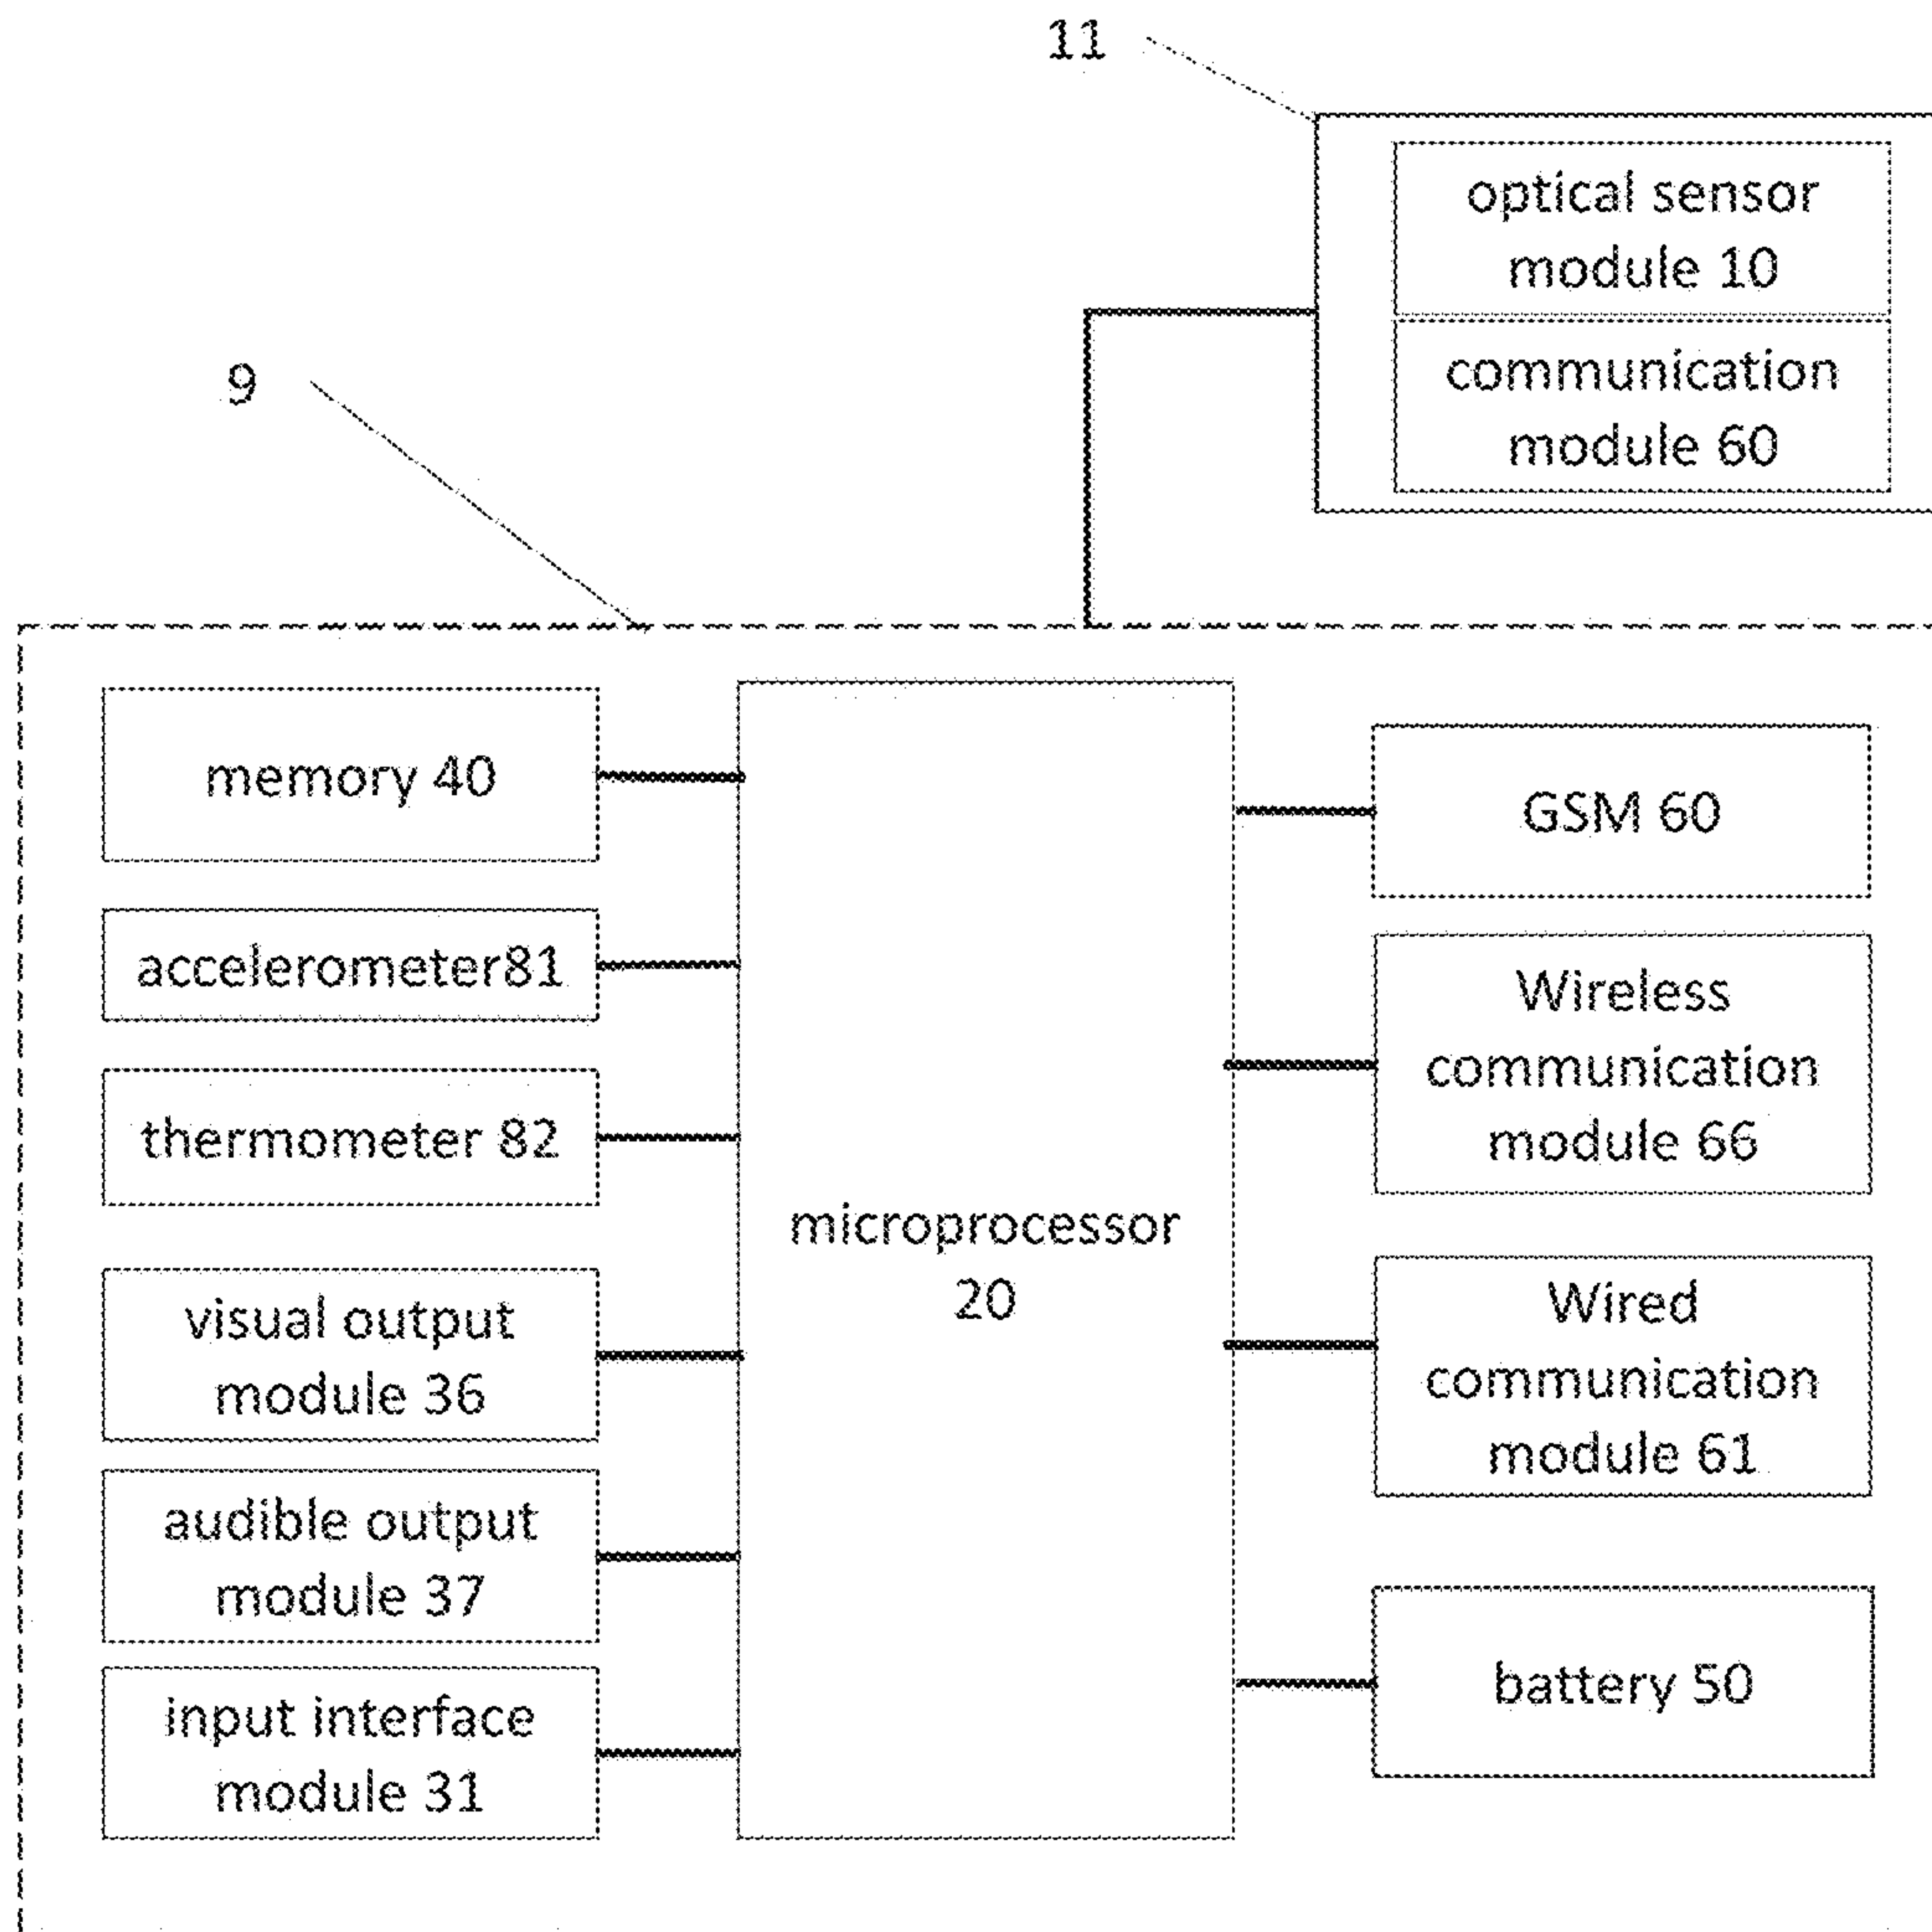 11
optical sensor
module 10
communication
module 60
9
memory 40
accelerometer81
thermometer 82
visual output
module 36
audible output
module 37
input interface
module 31
microprocessor
20
GSM 60
Wireless
communication
module 66
Wired
communication
module 61
battery 50